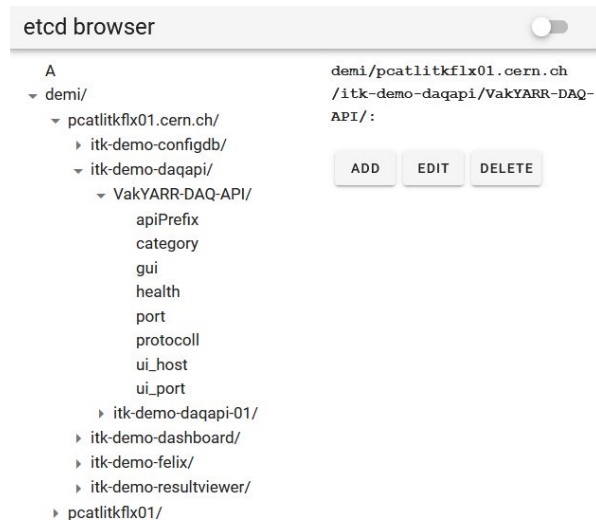 etcd browser
A
demi/
pcatlitkflx01.cern.ch/
itk-demo-configdb/
itk-demo-daqapi/
VakYARR-DAQ-API/
apiPrefix
category
gui
health
port
protocoll
ui_host
ui_port
itk-demo-daqapi-01/
itk-demo-dashboard/
itk-demo-felix/
itk-demo-resultviewer/
pcatlitkflx01/
demi/pcatlitkflx01.cern.ch
/itk-demo-daqapi/VakYARR-DAQ-
API/:
ADD EDIT DELETE